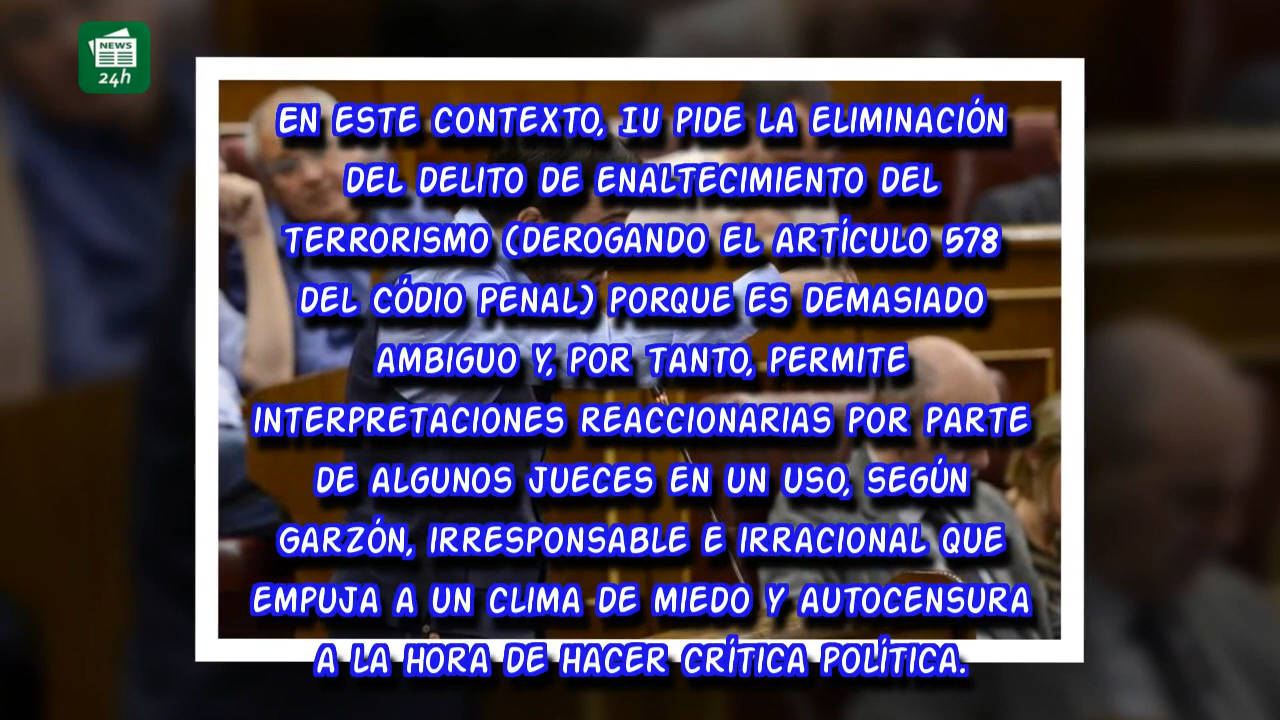 NEWS
24h
EN ESTE CONTEXTO, IU PIDE LA ELIMINACIÓN
DEL DELITO DE ENALTECIMIENTO DEL
TERRORISMO (DEROGANDO EL ARTÍCULO 578
DEL CÓDIO PENAL) PORQUE ES DEMASIADO
AMBIGUO Y, POR TANTO, PERMITE
INTERPRETACIONES REACCIONARIAS POR PARTE
DE ALGUNOS JUECES EN UN USO, SEGÚN
GARZÓN, IRRESPONSABLE E IRRACIONAL QUE
EMPUJA A UN CLIMA DE MIEDO Y AUTOCENSURA
A LA HORA DE HACER CRÍTICA POLÍTICA.